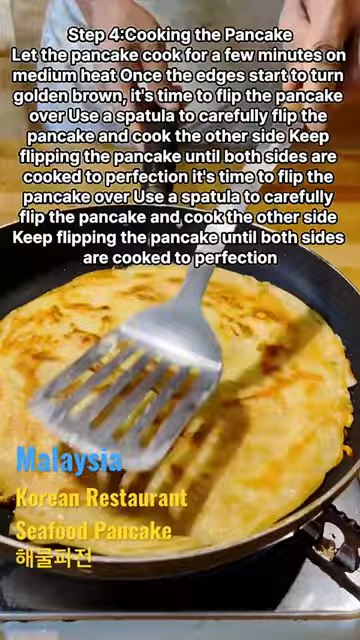 Step 4:Cooking the Pancake
Let the pancake cook for a few minutes on
medium heat Once the edges start to turn
golden brown, it's time to flip the pancake
over Use a spatula to carefully flip the
pancake and cook the other side Keep
flipping the pancake until both sides are
cooked to perfection it's time to flip the
pancake over Use a spatula to carefully
flip the pancake and cook the other side
Keep flipping the pancake until both sides
are cooked to perfection
Malaysia
Korean Restaurant
Seafood Pancake
해물파전